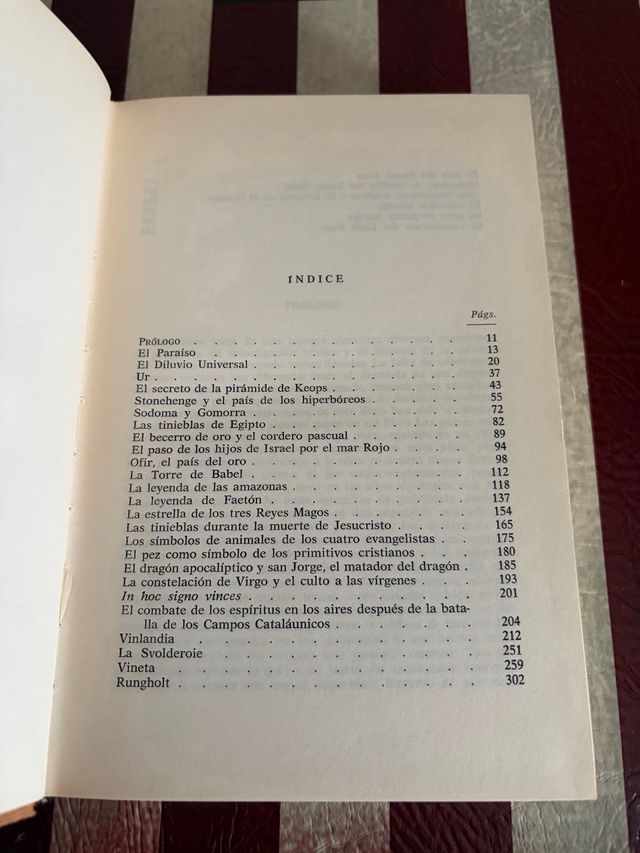 ÍNDICE
Págs.
PRÓLOGO . . . . . . . . . . . . 11
El Paraíso . . . . . . . . . . . 13
El Diluvio Universal . . . . . . . . . 20
Ur . . . . . . . . . . . . . 37
El secreto de la pirámide de Keops . . . . . . 43
Stonehenge y el país de los hiperbóreos . . . . . 55
Sodoma y Gomorra . . . . . . . . . 72
Las tinieblas de Egipto . . . . . . . . . 82
El becerro de oro y el cordero pascual . . . . . 89
El paso de los hijos de Israel por el mar Rojo . . . . 94
Ofir, el país del oro . . . . . . . . . 98
La Torre de Babel . . . . . . . . . . 112
La leyenda de las amazonas . . . . . . . 118
La leyenda de Faetón . . . . . . . . . 137
La estrella de los tres Reyes Magos . . . . . . 154
Las tinieblas durante la muerte de Jesucristo . . . . 165
Los símbolos de animales de los cuatro evangelistas . . 175
El pez como símbolo de los primitivos cristianos . . . 180
El dragón apocalíptico y san Jorge, el matador del dragón . 185
La constelación de Virgo y el culto a las vírgenes . . . 193
In hoc signo vinces . . . . . . . . . 201
El combate de los espíritus en los aires después de la bata-
lla de los Campos Cataláunicos . . . . . . 204
Vinlandia . . . . . . . . . . . 212
La Svolderoie . . . . . . . . . . 251
Vineta . . . . . . . . . . . . 259
Rungholt . . . . . . . . . . . . 302